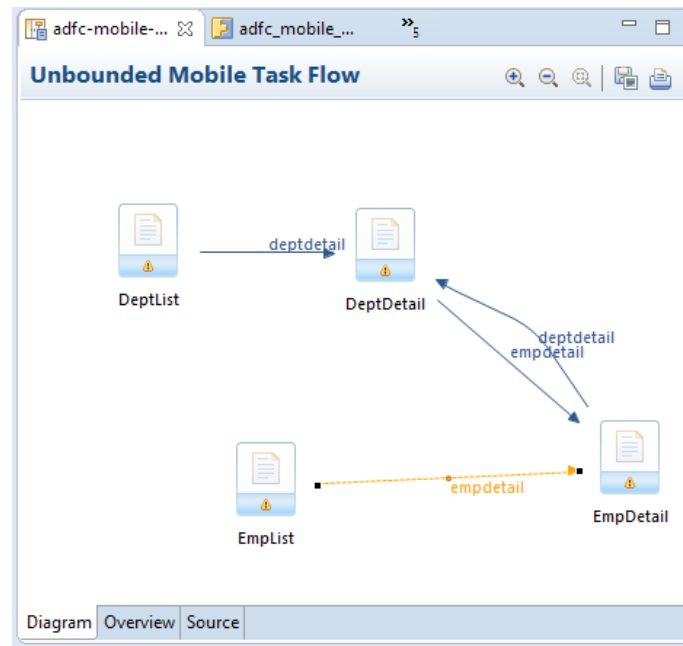 adfc-mobile-... adfc_mobile_... »5
Unbounded Mobile Task Flow
deptdetail
DeptList
DeptDetail
deptdetail
empdetail
empdetail
EmpList
EmpDetail
Diagram Overview Source